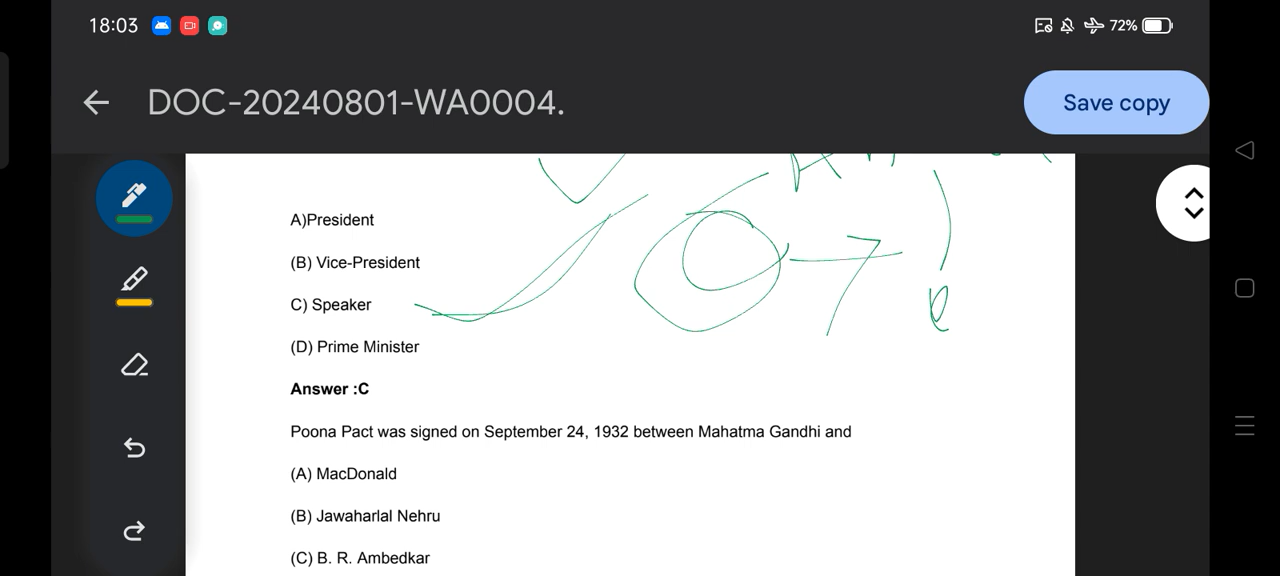 18:03
72%
DOC-20240801-WA0004.
Save copy
A)President
(B) Vice-President
C) Speaker
(D) Prime Minister
Answer :C
Poona Pact was signed on September 24, 1932 between Mahatma Gandhi and
(A) MacDonald
(B) Jawaharlal Nehru
(C) B. R. Ambedkar